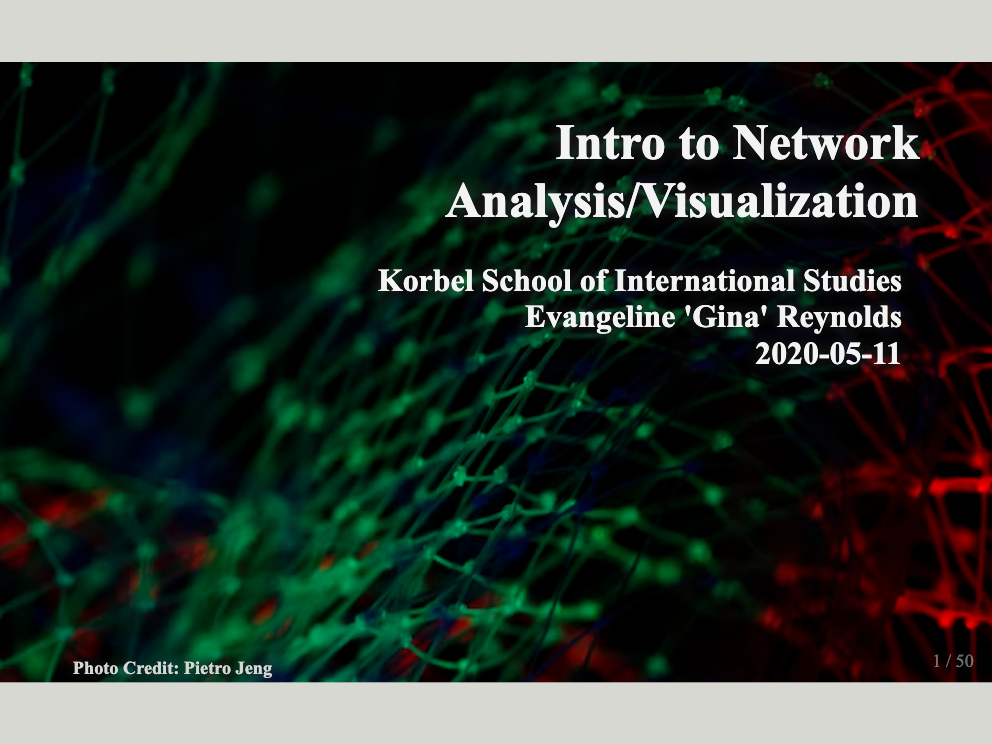 Intro to Network
Analysis/Visualization
Korbel School of International Studies
Evangeline 'Gina' Reynolds
2020-05-11
Photo Credit: Pietro Jeng
1 / 50